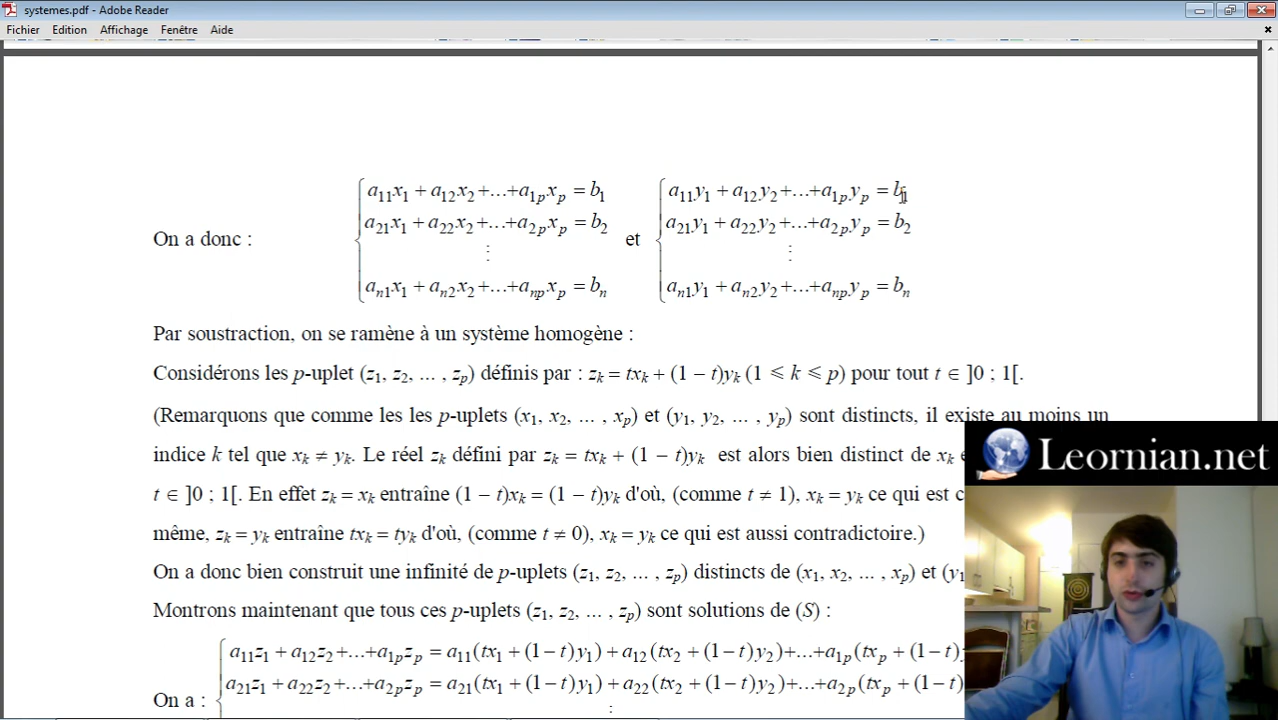 systemes.pdf - Adobe Reader
Fichier Edition Affichage Fenêtre Aide
On a donc :
a11x1 + a12x2 +...+a1pxp = b1
a21x1 + a22x2 +...+a2pxp = b2
⋮
an1x1 + an2x2 +...+anpxp = bn
et
a11y1 + a12y2 +...+a1pyp = b1
a21y1 + a22y2 +...+a2pyp = b2
⋮
an1y1 + an2y2 +...+anpyp = bn
Par soustraction, on se ramène à un système homogène :
Considérons les p-uplet (z1, z2, ... , zp) définis par : zk = txk + (1 − t)yk (1 ⩽ k ⩽ p) pour tout t ∈ ]0 ; 1[.
(Remarquons que comme les les p-uplets (x1, x2, ... , xp) et (y1, y2, ... , yp) sont distincts, il existe au moins un
indice k tel que xk ≠ yk. Le réel zk défini par zk = txk + (1 − t)yk est alors bien distinct de xk
t ∈ ]0 ; 1[. En effet zk = xk entraîne (1 − t)xk = (1 − t)yk d'où, (comme t ≠ 1), xk = yk ce qui est c
même, zk = yk entraîne txk = tyk d'où, (comme t ≠ 0), xk = yk ce qui est aussi contradictoire.)
On a donc bien construit une infinité de p-uplets (z1, z2, ... , zp) distincts de (x1, x2, ... , xp) et (y1
Montrons maintenant que tous ces p-uplets (z1, z2, ... , zp) sont solutions de (S) :
On a :
a11z1 + a12z2 +...+a1pzp = a11(tx1 + (1 − t)y1) + a12(tx2 + (1 − t)y2)+...+a1p(txp + (1 − t)
a21z1 + a22z2 +...+a2pzp = a21(tx1 + (1 − t)y1) + a22(tx2 + (1 − t)y2)+...+a2p(txp + (1 − t)
⋮
Leornian.net